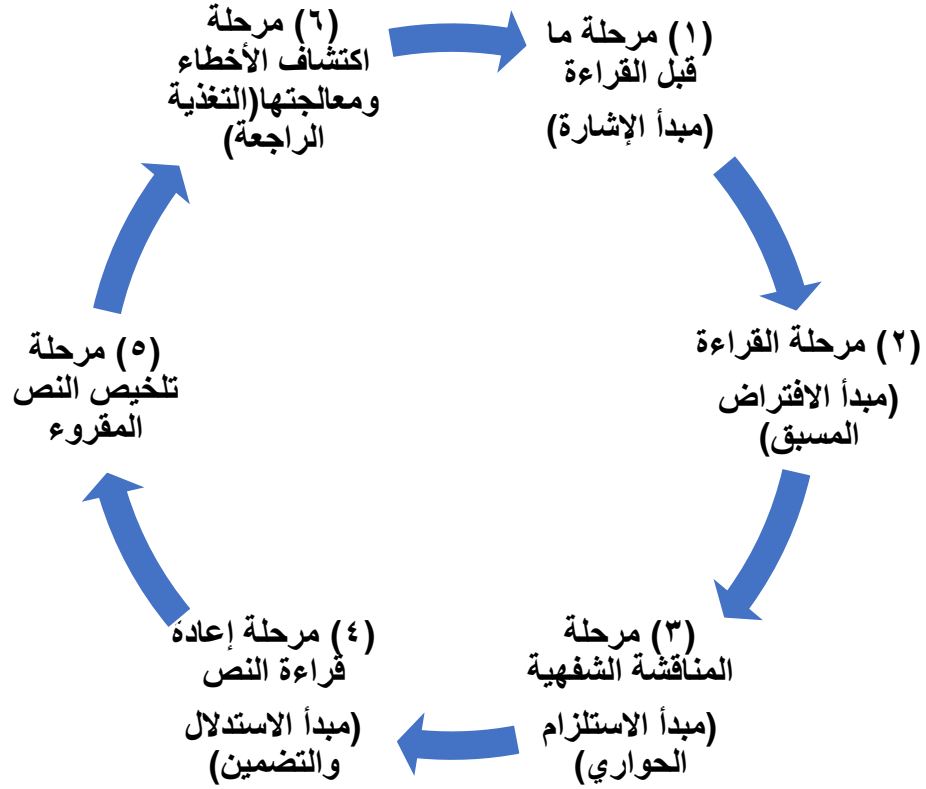 (١) مرحلة ما
قبل القراءة
(مبدأ الإشارة)
(٢) مرحلة القراءة
(مبدأ الافتراض
المسبق)
(٣) مرحلة
المناقشة الشفهية
(مبدأ الاستلزام
الحواري)
(٤) مرحلة إعادة
قراءة النص
(مبدأ الاستدلال
والتضمين)
(٥) مرحلة
تلخيص النص
المقروء
(٦) مرحلة
اكتشاف الأخطاء
ومعالجتها(التغذية
الراجعة)